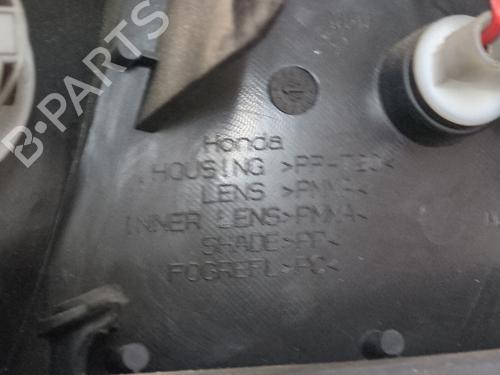 B-PARTS
Honda
HOUSING >PP-T20<
LENS >PMMA<
INNER LENS>PMMA<
SHADE>PP<
FOGREFL>PC<